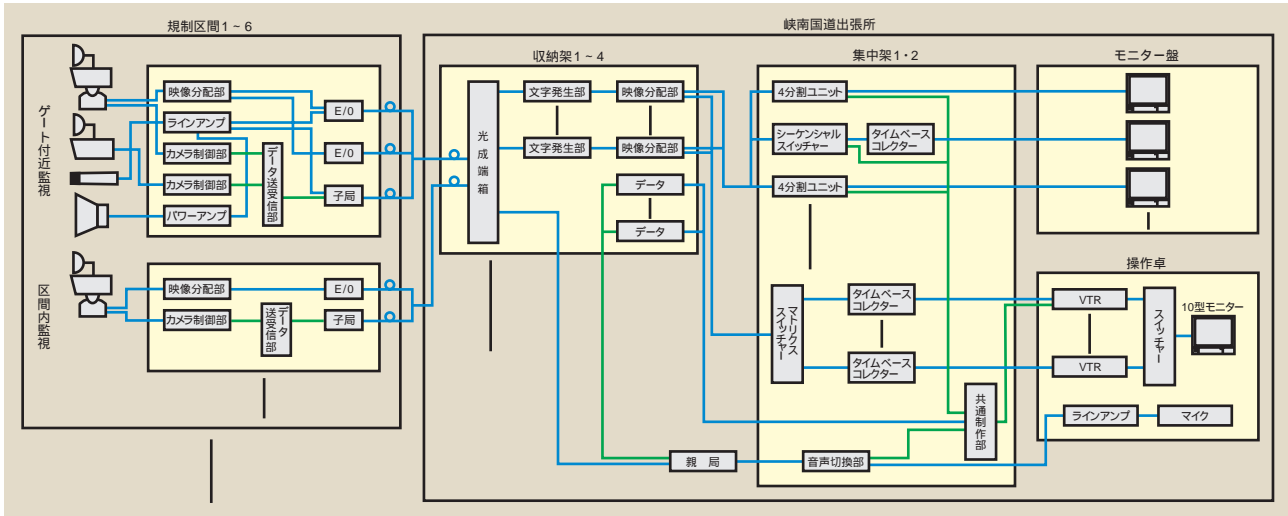 規制区間1～6
峡南国道出張所
ゲート付近監視
映像分配部
ラインアンプ
カメラ制御部
カメラ制御部
パワーアンプ
データ送受信部
E/0
E/0
子局
区間内監視
映像分配部
カメラ制御部
データ
送受信部
E/0
子局
収納架1～4
光成端箱
文字発生部
映像分配部
文字発生部
映像分配部
データ
データ
親　局
集中架1・2
4分割ユニット
シーケンシャル
スイッチャー
タイムベース
コレクター
4分割ユニット
マトリクス
スイッチャー
タイムベース
コレクター
タイムベース
コレクター
共通制作部
音声切換部
モニター盤
操作卓
VTR
VTR
スイッチャー
10型モニター
ラインアンプ
マイク